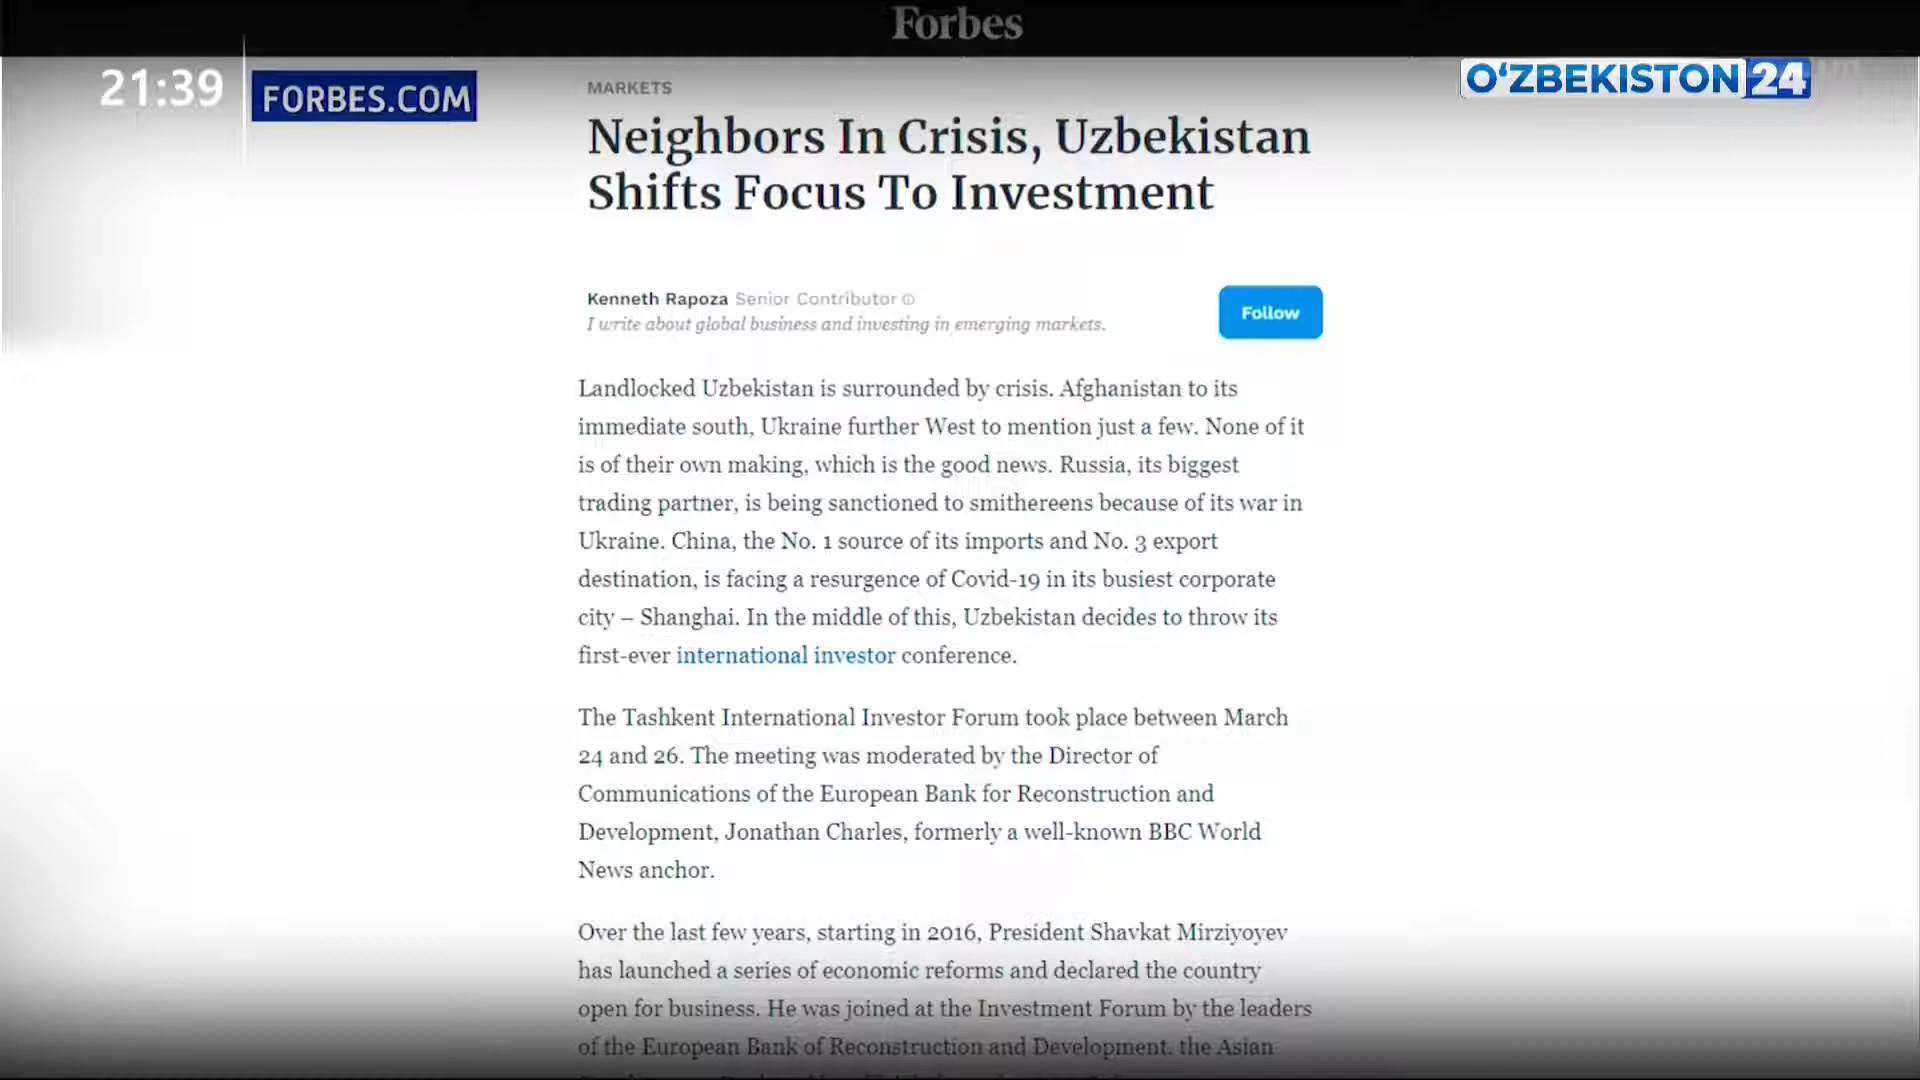 Forbes
21:39
FORBES.COM
O‘ZBEKISTON 24
MARKETS
Neighbors In Crisis, Uzbekistan
Shifts Focus To Investment
Kenneth Rapoza Senior Contributor
I write about global business and investing in emerging markets.
Follow
Landlocked Uzbekistan is surrounded by crisis. Afghanistan to its
immediate south, Ukraine further West to mention just a few. None of it
is of their own making, which is the good news. Russia, its biggest
trading partner, is being sanctioned to smithereens because of its war in
Ukraine. China, the No. 1 source of its imports and No. 3 export
destination, is facing a resurgence of Covid-19 in its busiest corporate
city – Shanghai. In the middle of this, Uzbekistan decides to throw its
first-ever international investor conference.
The Tashkent International Investor Forum took place between March
24 and 26. The meeting was moderated by the Director of
Communications of the European Bank for Reconstruction and
Development, Jonathan Charles, formerly a well-known BBC World
News anchor.
Over the last few years, starting in 2016, President Shavkat Mirziyoyev
has launched a series of economic reforms and declared the country
open for business. He was joined at the Investment Forum by the leaders
of the European Bank of Reconstruction and Development, the Asian